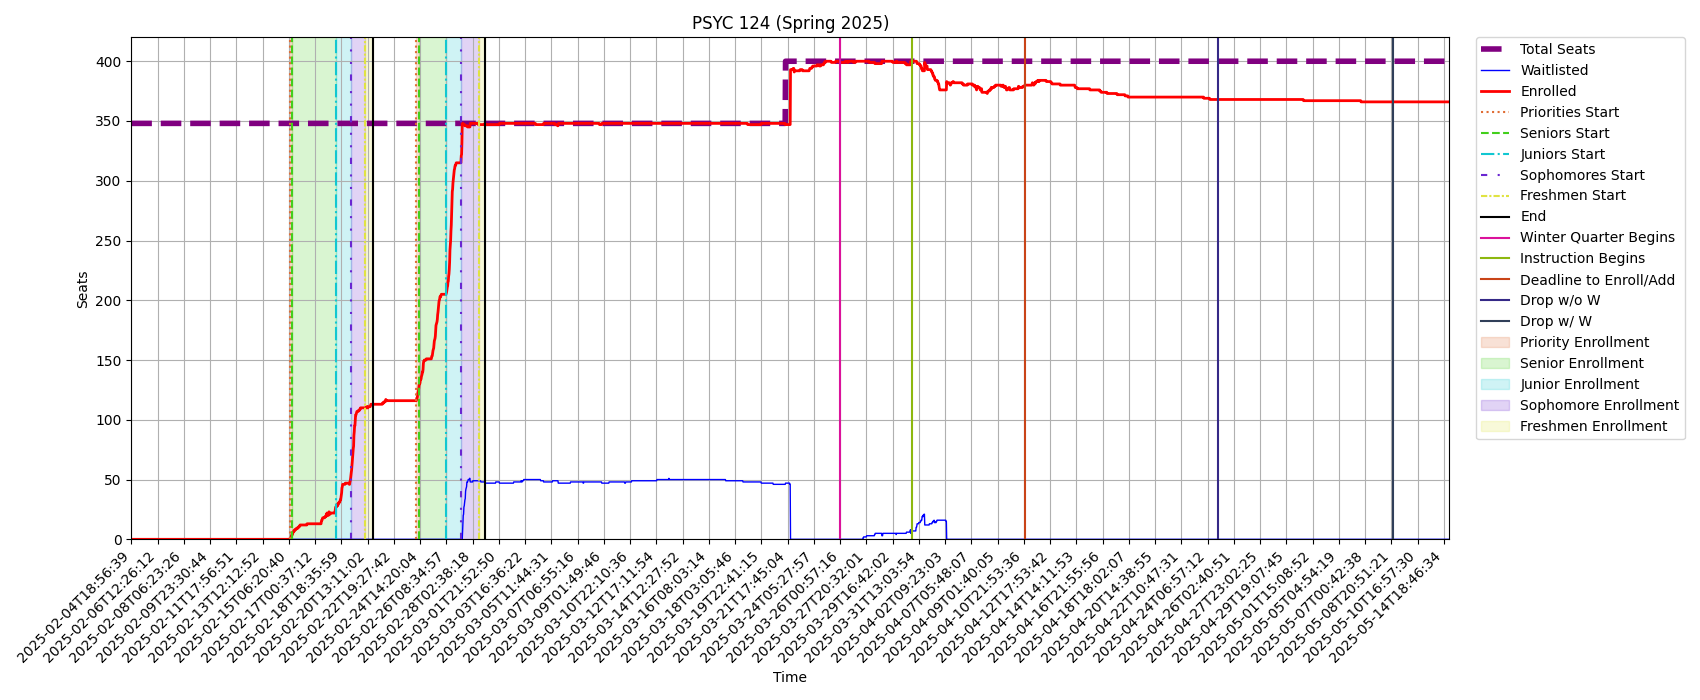 PSYC 124 (Spring 2025)
Seats
400
350
300
250
200
150
100
50
0
2025-02-04T18:56:39
2025-02-06T12:26:12
2025-02-08T06:23:26
2025-02-09T23:30:44
2025-02-11T17:56:51
2025-02-13T12:12:52
2025-02-15T06:20:40
2025-02-17T00:37:12
2025-02-18T18:35:59
2025-02-20T13:11:02
2025-02-22T19:27:42
2025-02-24T14:20:04
2025-02-26T08:34:57
2025-02-28T02:38:18
2025-03-01T21:52:50
2025-03-03T16:36:22
2025-03-05T11:44:31
2025-03-07T06:55:16
2025-03-09T01:49:46
2025-03-10T22:10:36
2025-03-12T17:11:54
2025-03-14T12:27:52
2025-03-16T08:03:14
2025-03-18T03:05:46
2025-03-19T22:41:15
2025-03-21T17:45:04
2025-03-24T05:27:57
2025-03-26T00:57:16
2025-03-27T20:32:01
2025-03-29T16:42:02
2025-03-31T13:03:54
2025-04-02T09:23:03
2025-04-07T05:48:07
2025-04-09T01:40:05
2025-04-10T21:53:36
2025-04-12T17:53:42
2025-04-14T14:11:53
2025-04-16T21:55:56
2025-04-18T18:02:07
2025-04-20T14:38:55
2025-04-22T10:47:31
2025-04-24T06:57:12
2025-04-26T02:40:51
2025-04-27T23:02:25
2025-04-29T19:07:45
2025-05-01T15:08:52
2025-05-05T04:54:19
2025-05-07T00:42:38
2025-05-08T20:51:21
2025-05-10T16:57:30
2025-05-14T18:46:34
Time
Total Seats
Waitlisted
Enrolled
Priorities Start
Seniors Start
Juniors Start
Sophomores Start
Freshmen Start
End
Winter Quarter Begins
Instruction Begins
Deadline to Enroll/Add
Drop w/o W
Drop w/ W
Priority Enrollment
Senior Enrollment
Junior Enrollment
Sophomore Enrollment
Freshmen Enrollment